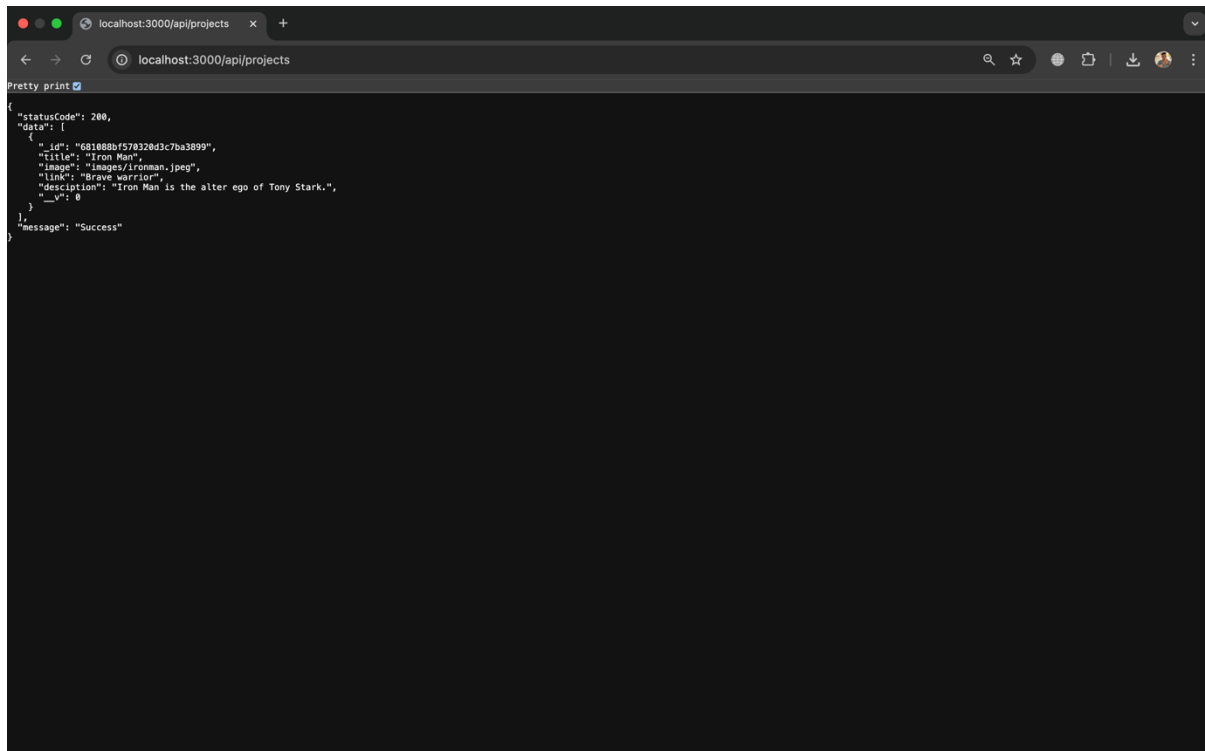 localhost:3000/api/projects
localhost:3000/api/projects
Pretty print
{
  "statusCode": 200,
  "data": [
    {
      "_id": "681088bf570320d3c7ba3899",
      "title": "Iron Man",
      "image": "images/ironman.jpeg",
      "link": "Brave warrior",
      "desciption": "Iron Man is the alter ego of Tony Stark.",
      "__v": 0
    }
  ],
  "message": "Success"
}